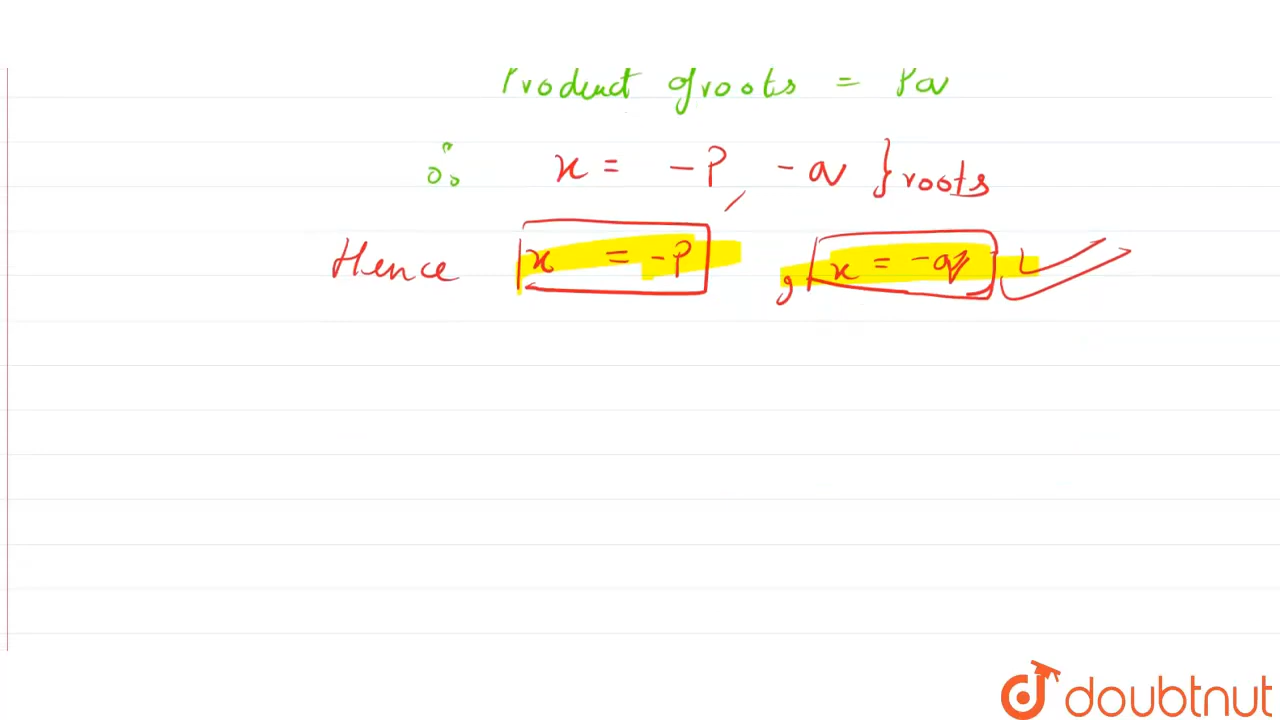 Product of roots = Pq
∴ x = -P, -q } roots
Hence x = -P , x = -q
doubtnut